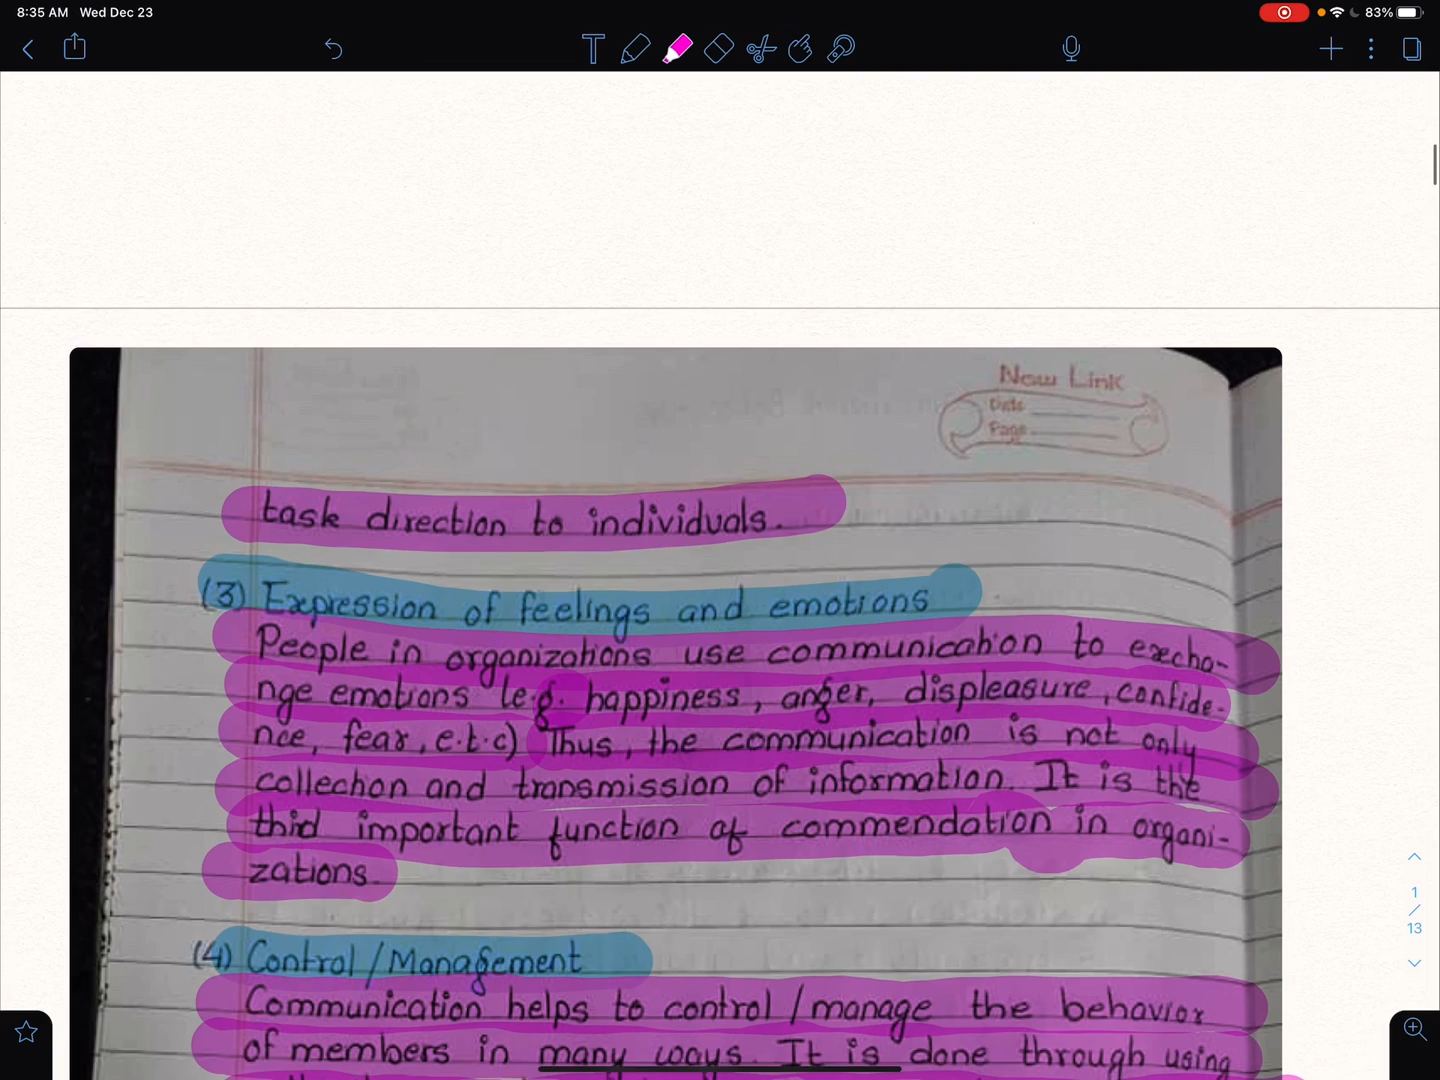 8:35 AM Wed Dec 23
83%
New Link
Date
Page
task direction to individuals.
(3) Expression of feelings and emotions
People in organizations use communication to excha-
nge emotions (e.g. happiness, anger, displeasure, confide-
nce, fear, e.t.c) Thus, the communication is not only
collection and transmission of information. It is the
third important function of commendation in organi-
zations.
(4) Control/Management
Communication helps to control/manage the behavior
of members in many ways. It is done through using
1
/
13